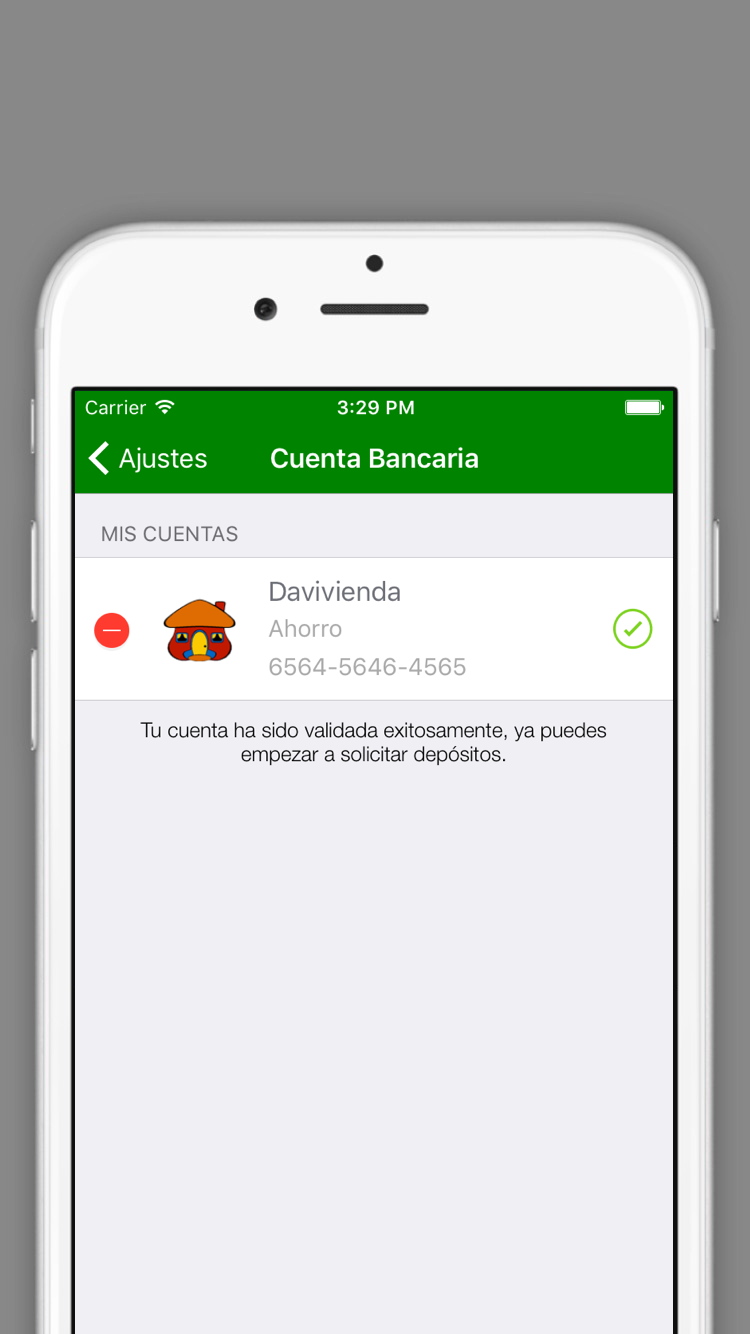 Carrier 3:29 PM
Ajustes Cuenta Bancaria
MIS CUENTAS
Davivienda
Ahorro
6564-5646-4565
Tu cuenta ha sido validada exitosamente, ya puedes
empezar a solicitar depósitos.